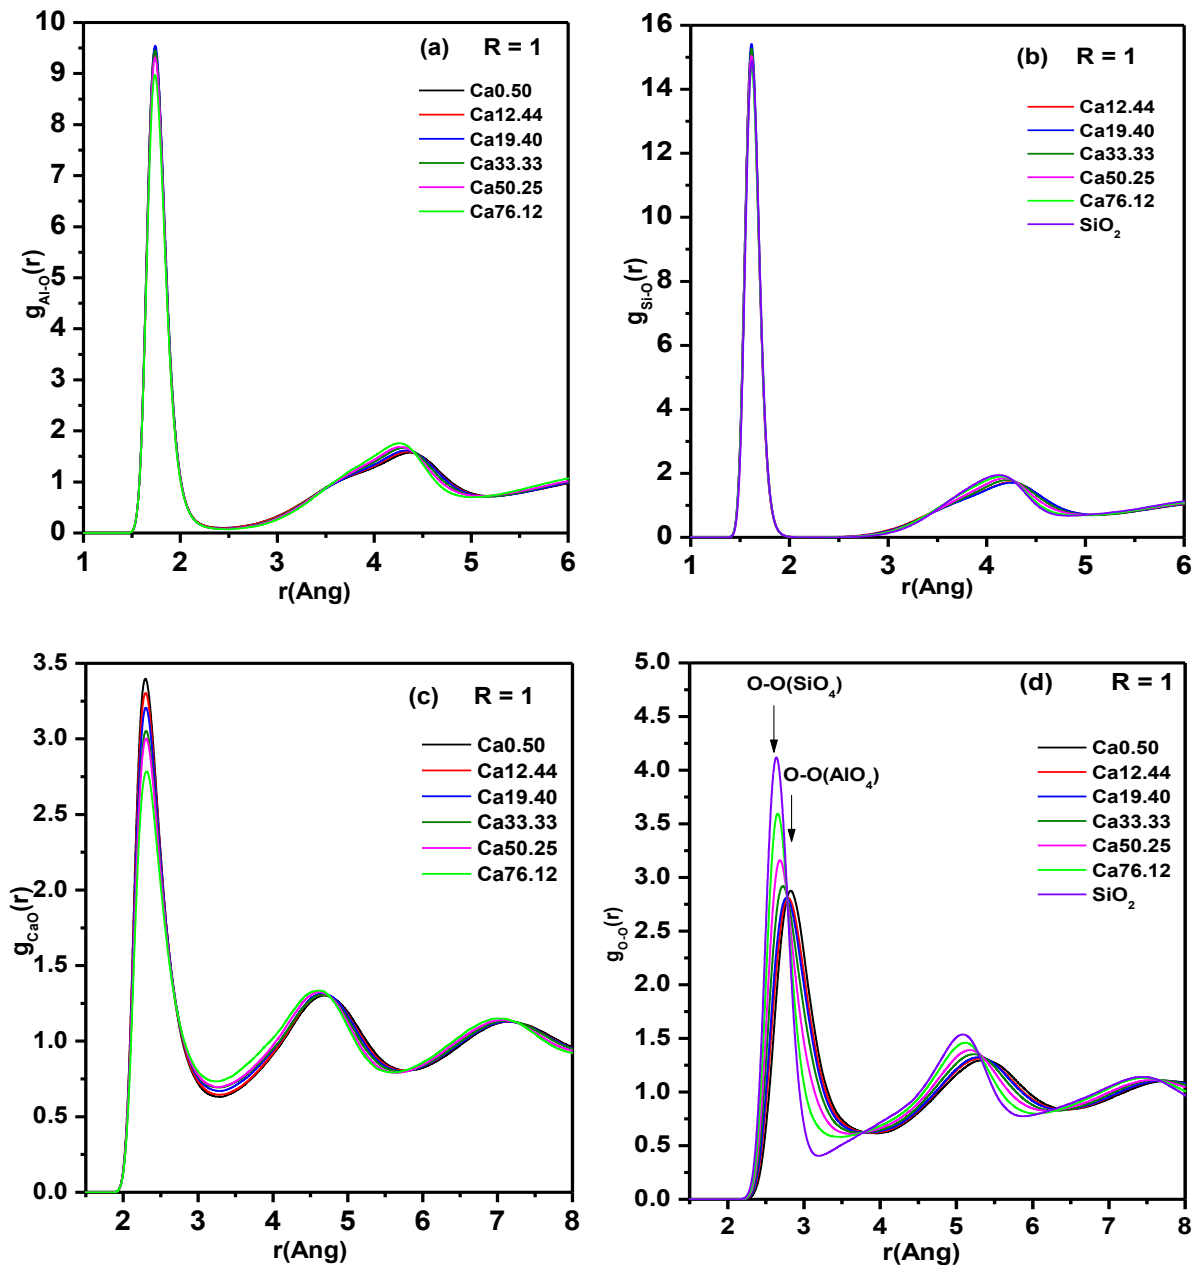 (a) R = 1
Ca0.50
Ca12.44
Ca19.40
Ca33.33
Ca50.25
Ca76.12
g_Al-O(r)
10
9
8
7
6
5
4
3
2
1
0
1 2 3 4 5 6
r(Ang)
(b) R = 1
Ca12.44
Ca19.40
Ca33.33
Ca50.25
Ca76.12
SiO₂
g_Si-O(r)
16
14
12
10
8
6
4
2
0
1 2 3 4 5 6
r(Ang)
(c) R = 1
Ca0.50
Ca12.44
Ca19.40
Ca33.33
Ca50.25
Ca76.12
g_CaO(r)
3.5
3.0
2.5
2.0
1.5
1.0
0.5
0.0
2 3 4 5 6 7 8
r(Ang)
(d) R = 1
O-O(SiO₄)
O-O(AlO₄)
Ca0.50
Ca12.44
Ca19.40
Ca33.33
Ca50.25
Ca76.12
SiO₂
g_O-O(r)
5.0
4.5
4.0
3.5
3.0
2.5
2.0
1.5
1.0
0.5
0.0
2 3 4 5 6 7 8
r(Ang)